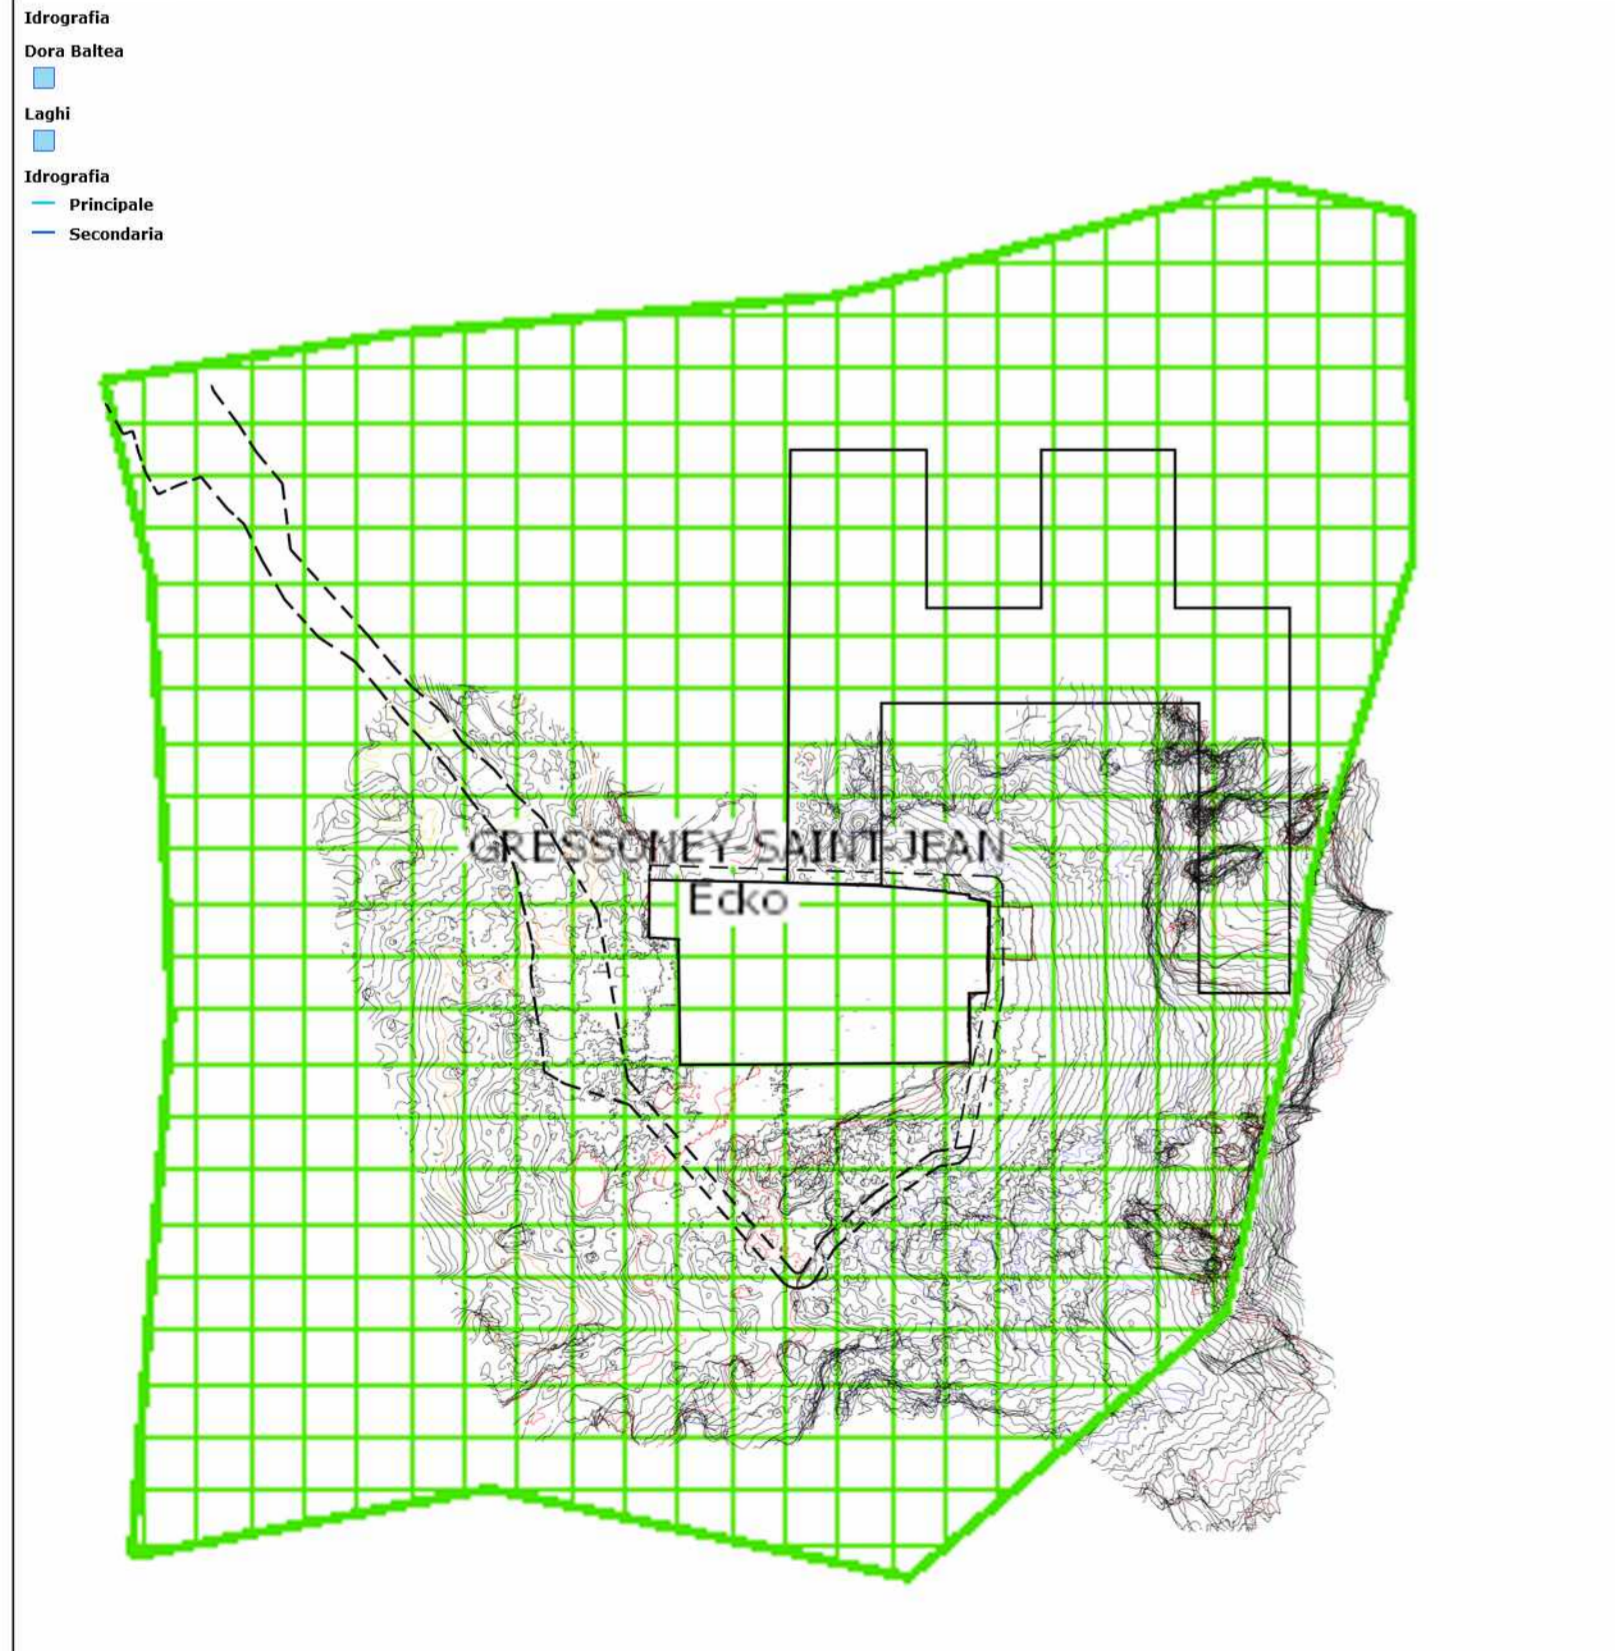 Idrografia
Dora Baltea
Laghi
Idrografia
Principale
Secondaria
GRESSONEY-SAINT-JEAN
Ecko